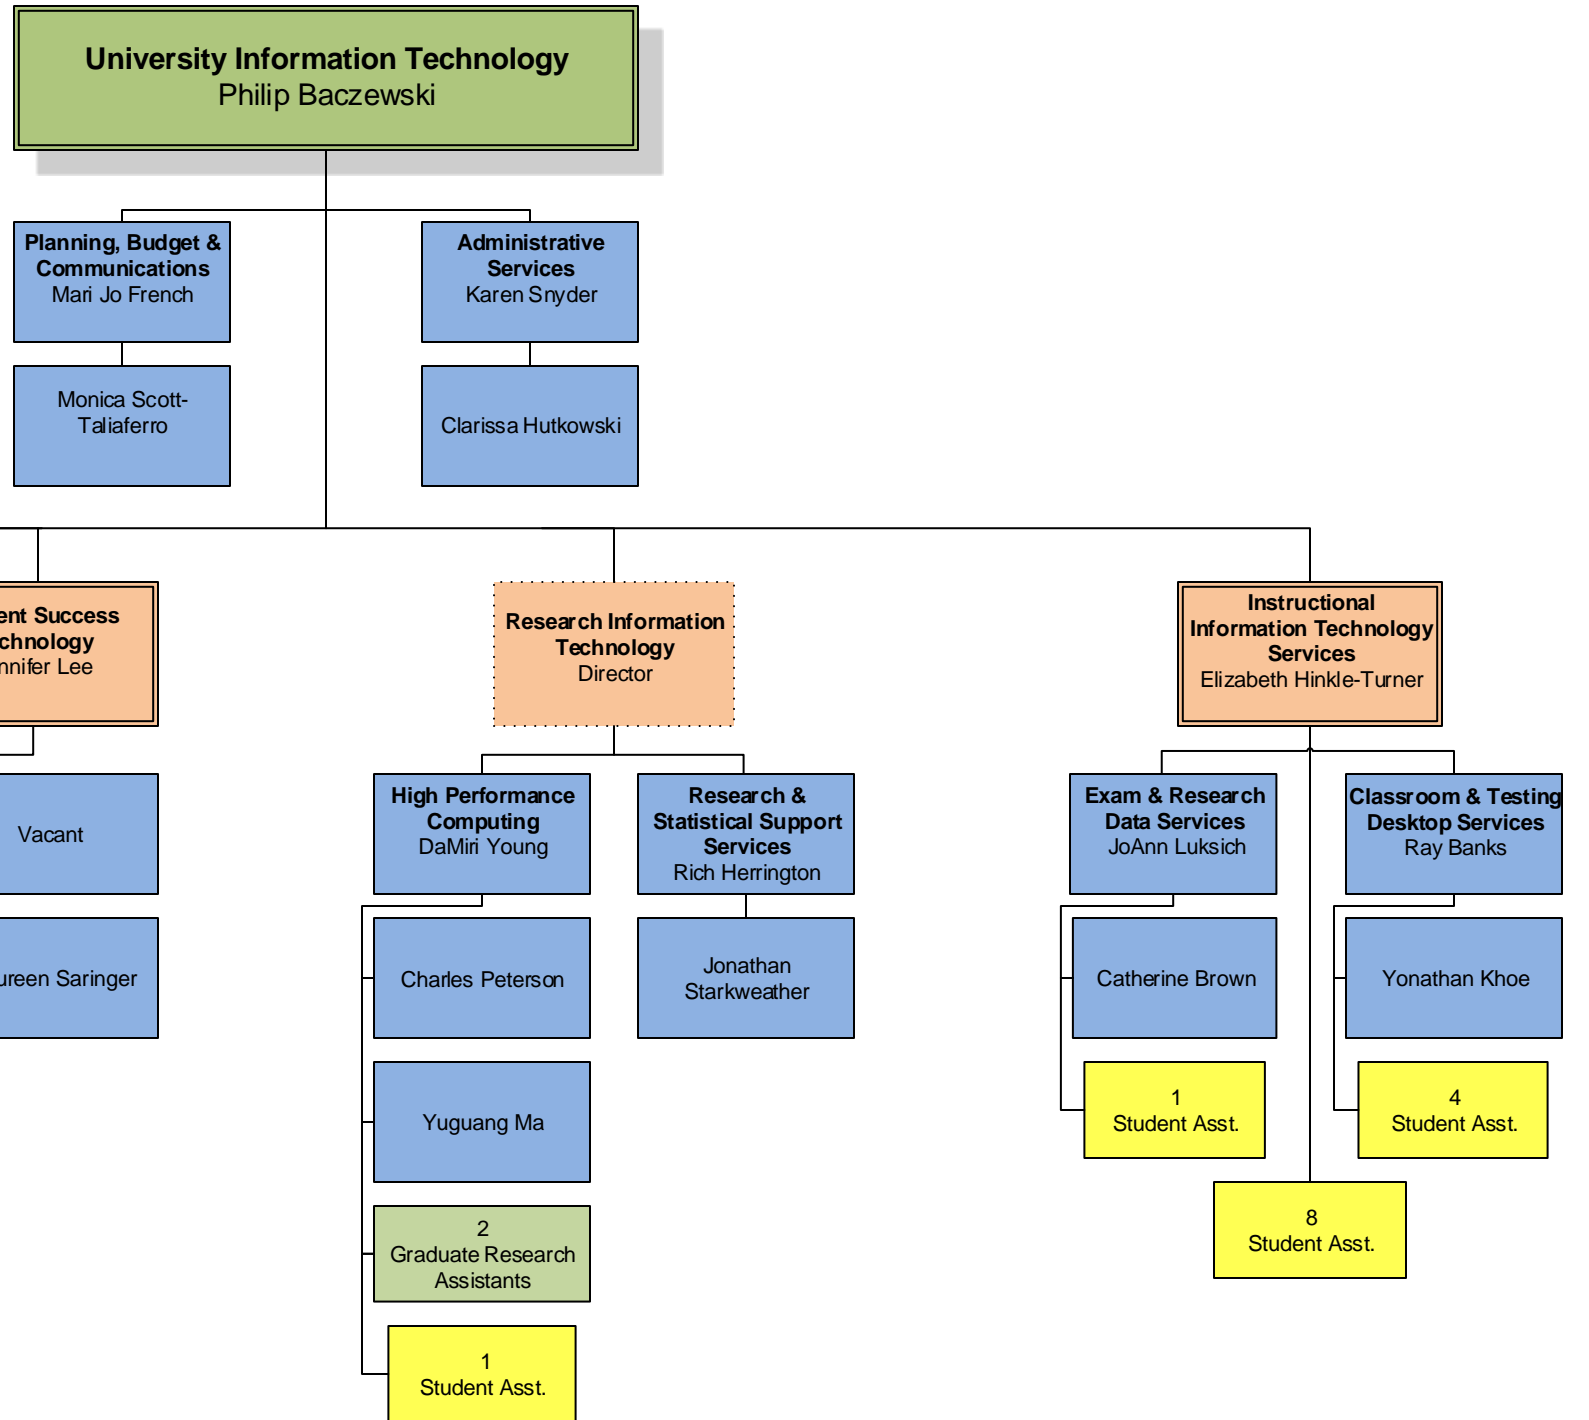 University Information Technology
Philip Baczewski
Planning, Budget &
Communications
Mari Jo French
Administrative
Services
Karen Snyder
Monica Scott-
Taliaferro
Clarissa Hutkowski
Success
Lee
Research Information
Technology
Director
Instructional
Information Technology
Services
Elizabeth Hinkle-Turner
Vacant
High Performance
Computing
DaMiri Young
Research &
Statistical Support
Services
Rich Herrington
Exam & Research
Data Services
JoAnn Luksich
Classroom & Testing
Desktop Services
Ray Banks
Saringer
Charles Peterson
Jonathan
Starkweather
Catherine Brown
Yonathan Khoe
Yuguang Ma
1
Student Asst.
4
Student Asst.
2
Graduate Research
Assistants
8
Student Asst.
1
Student Asst.